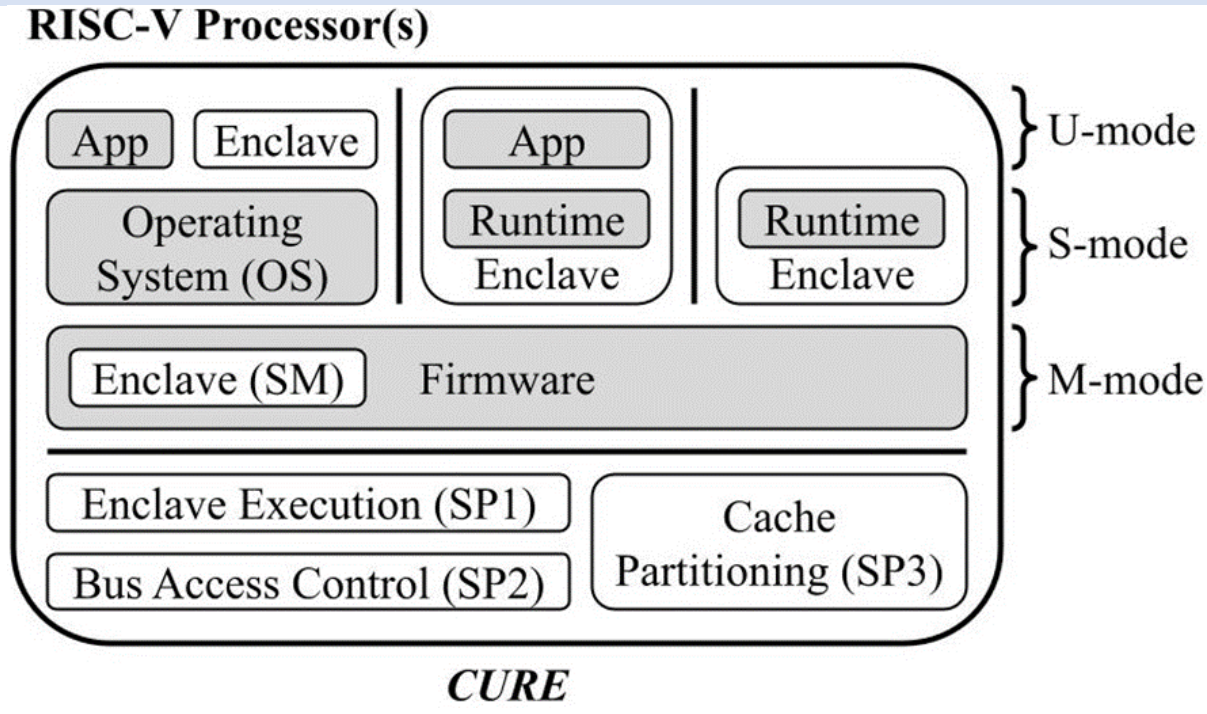 RISC-V Processor(s)
App
Enclave
Operating
System (OS)
App
Runtime
Enclave
Runtime
Enclave
U-mode
S-mode
Enclave (SM)
Firmware
M-mode
Enclave Execution (SP1)
Bus Access Control (SP2)
Cache
Partitioning (SP3)
CURE